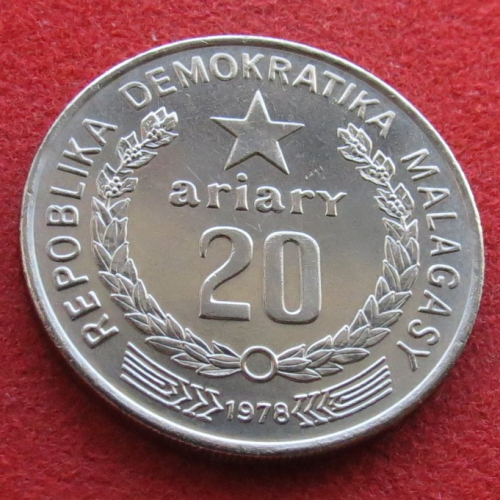 REPOBLIKA DEMOKRATIKA MALAGASY
ariary
20
1978